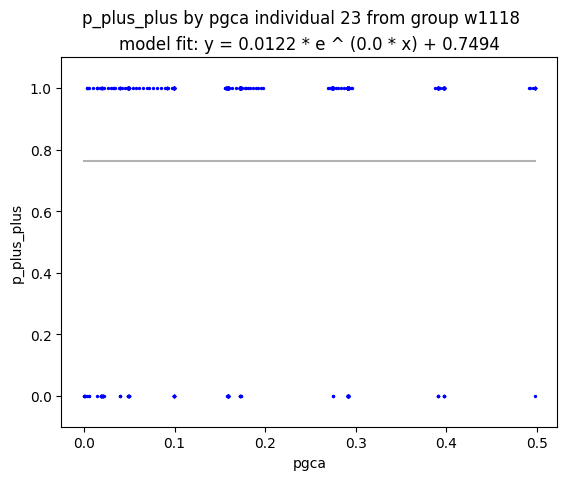 p_plus_plus by pgca individual 23 from group w1118
model fit: y = 0.0122 * e ^ (0.0 * x) + 0.7494
1.0
0.8
0.6
0.4
0.2
0.0
p_plus_plus
0.0 0.1 0.2 0.3 0.4 0.5
pgca